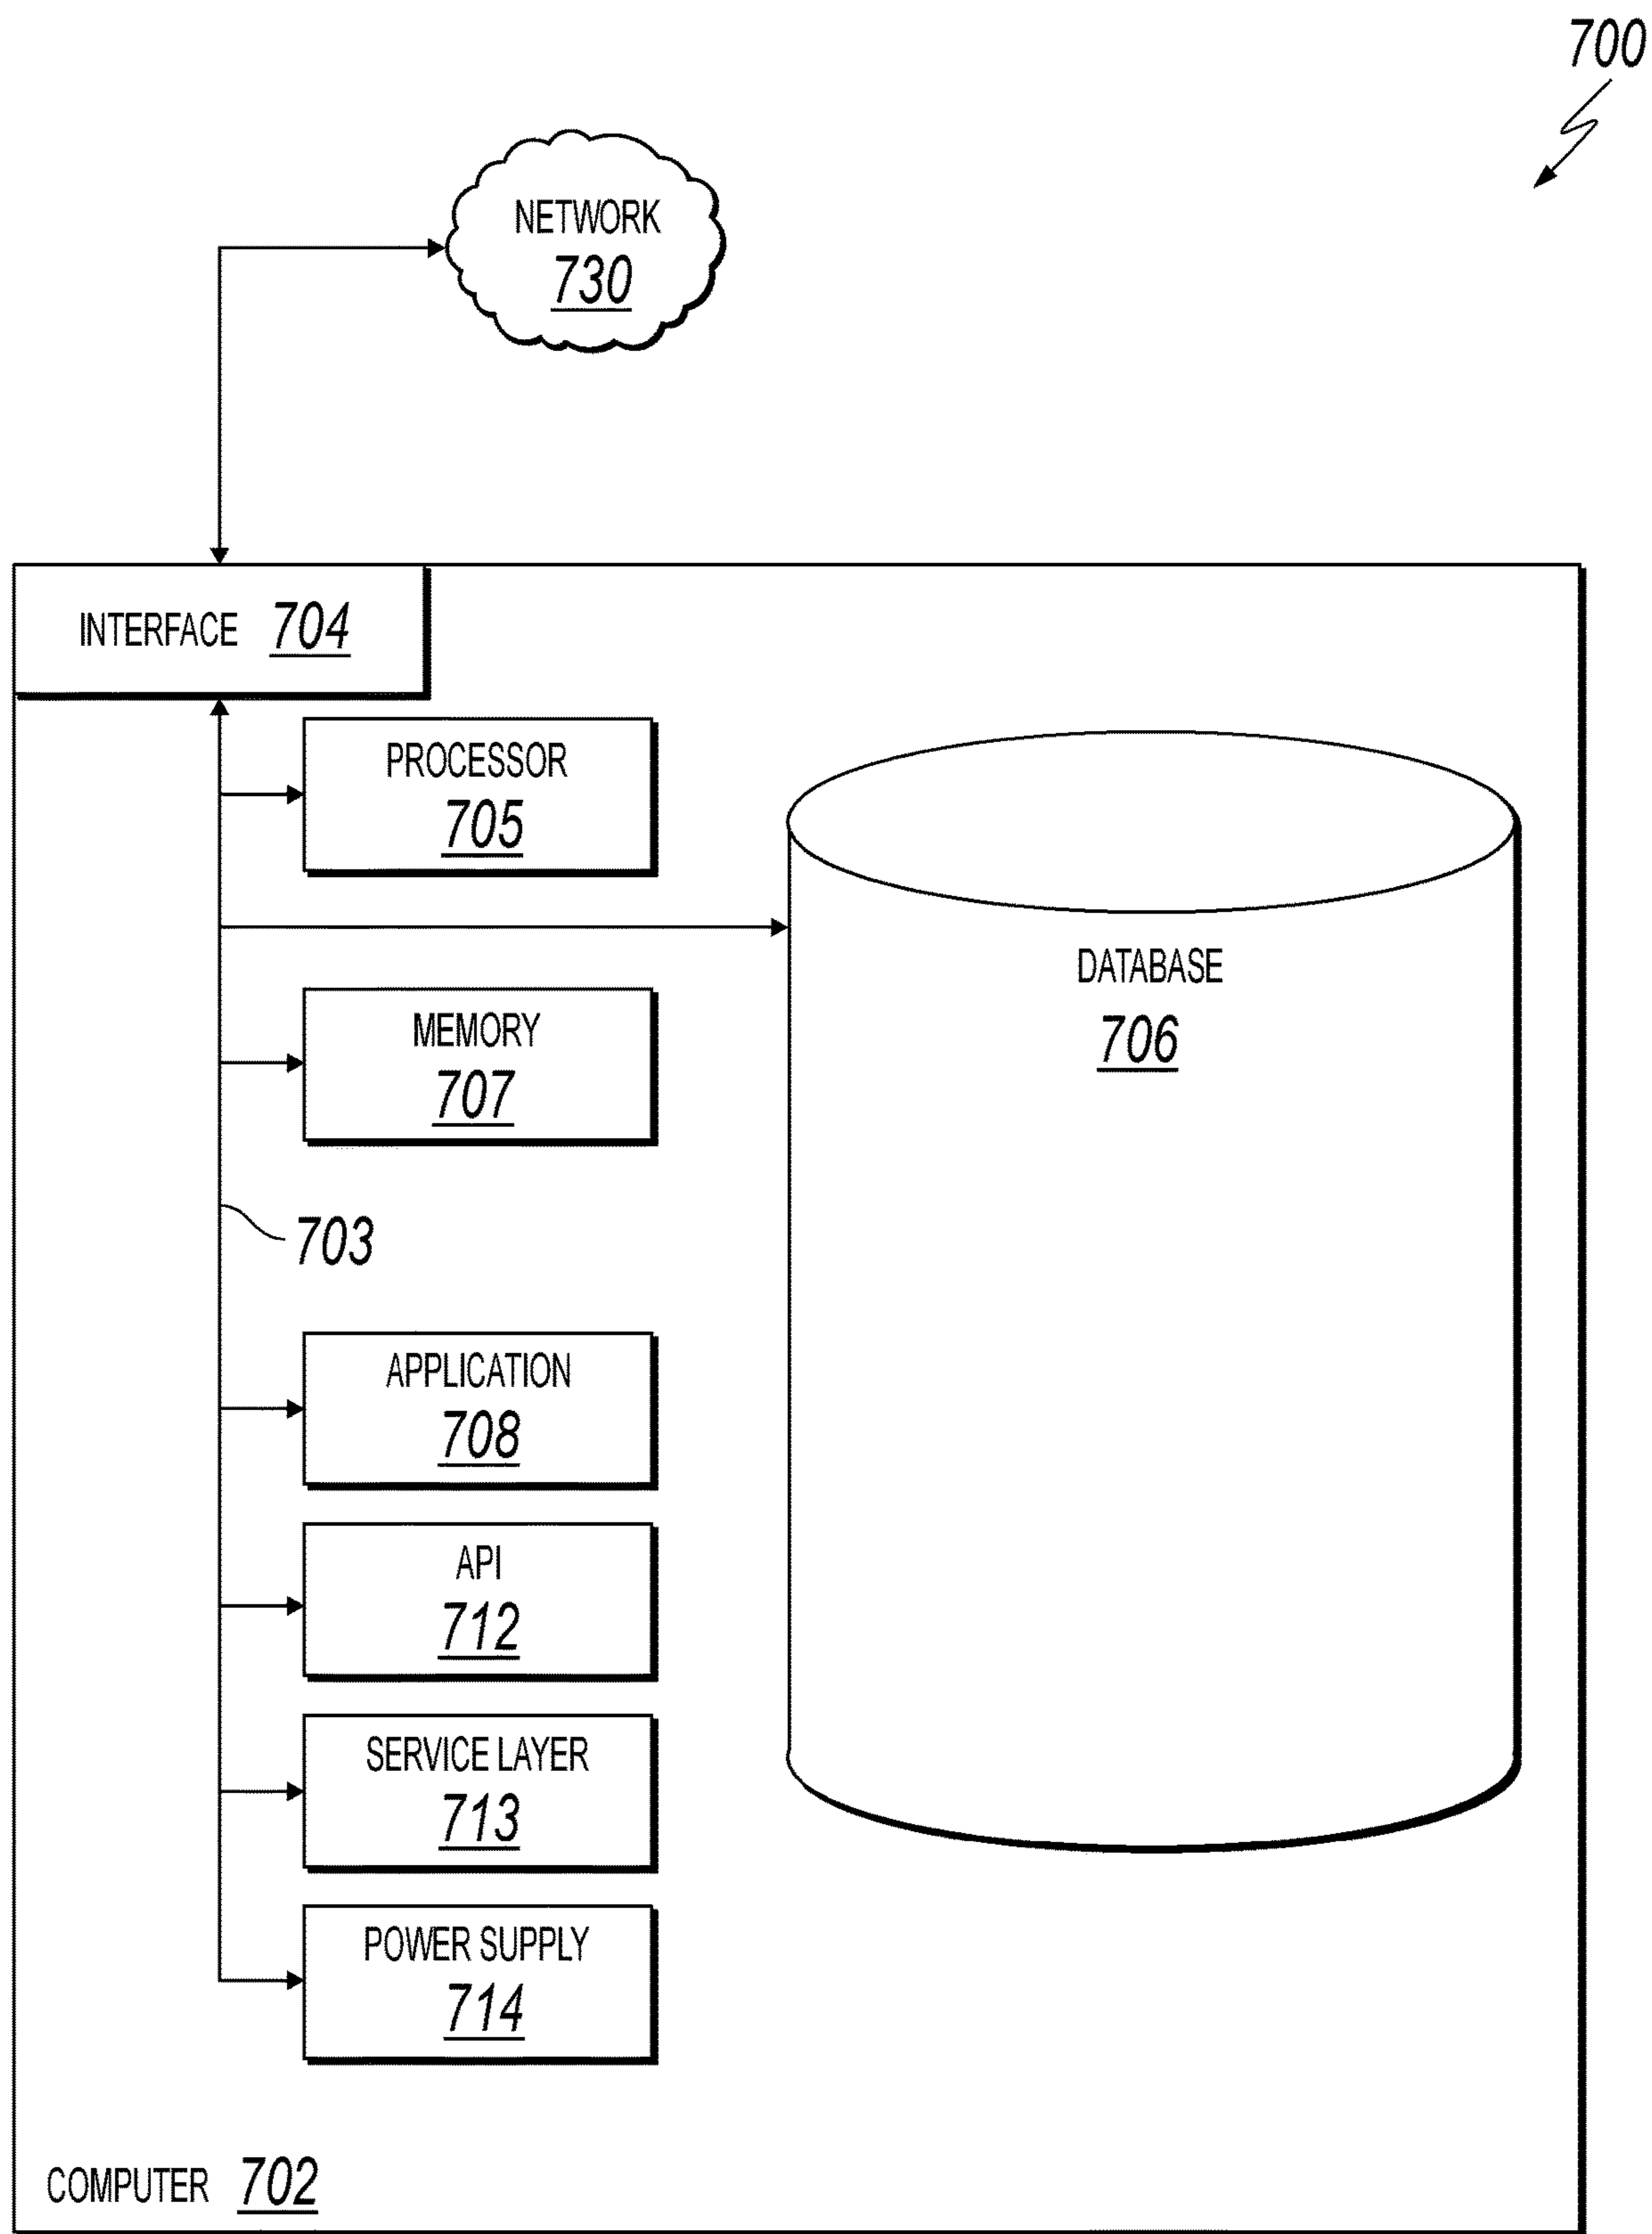 700
NETWORK
730
INTERFACE 704
PROCESSOR
705
DATABASE
706
MEMORY
707
703
APPLICATION
708
API
712
SERVICE LAYER
713
POWER SUPPLY
714
COMPUTER 702